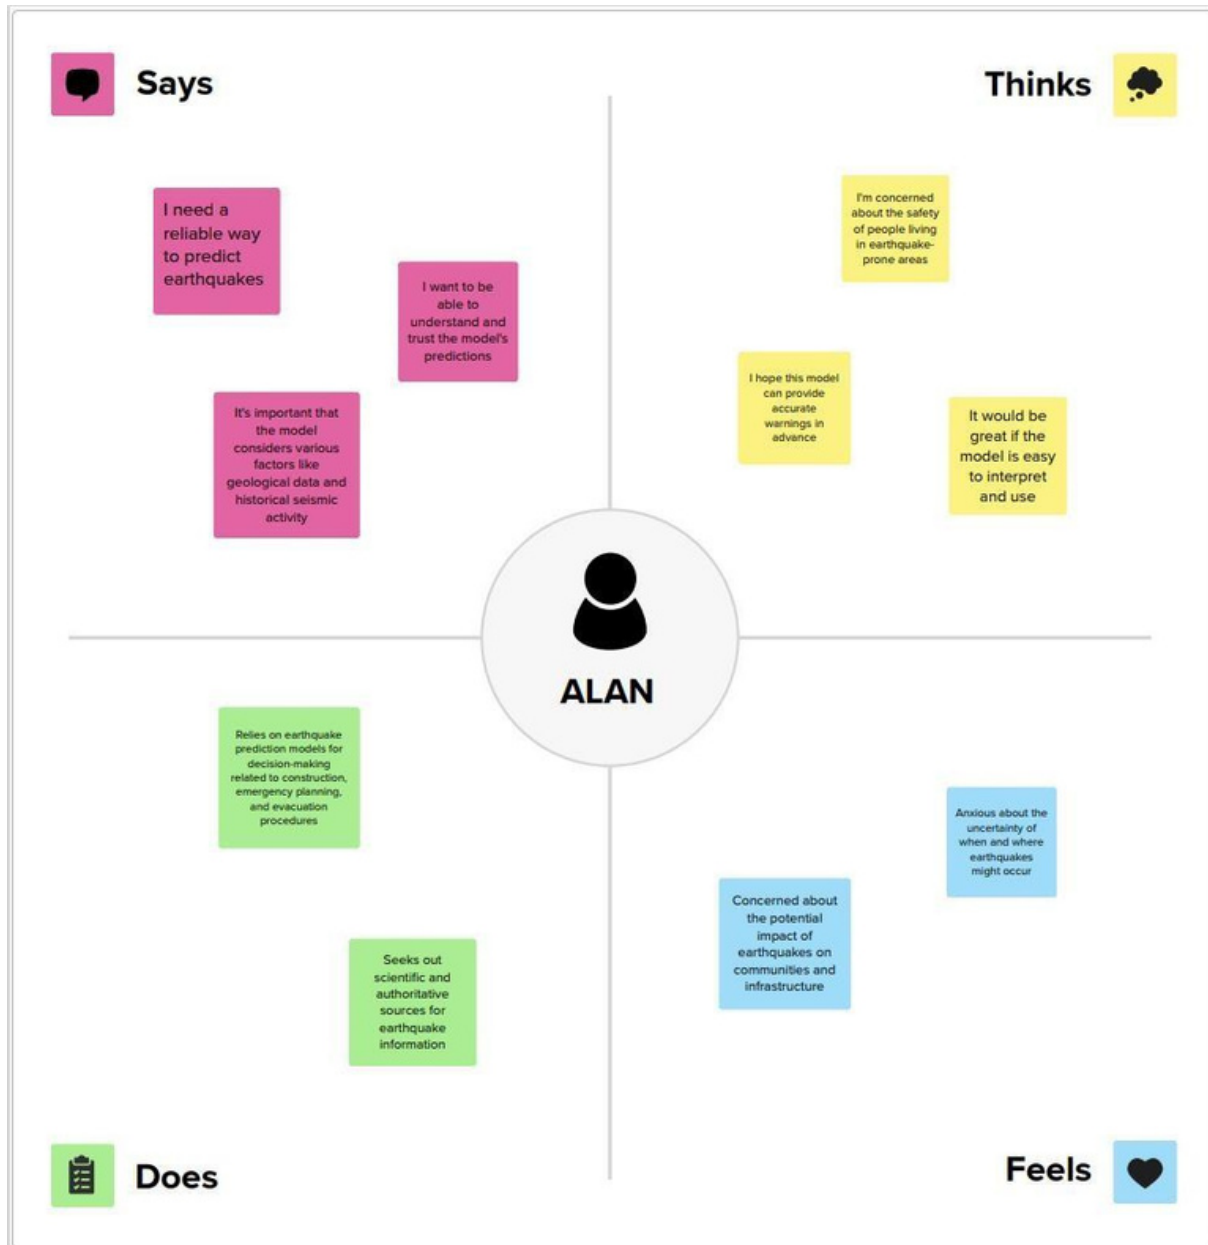 Says
I need a
reliable way
to predict
earthquakes
I want to be
able to
understand and
trust the model's
predictions
It's important that
the model
considers various
factors like
geological data and
historical seismic
activity
Thinks
I'm concerned
about the safety
of people living
in earthquake-
prone areas
I hope this model
can provide
accurate
warnings in
advance
It would be
great if the
model is easy
to interpret
and use
ALAN
Relies on earthquake
prediction models for
decision-making
related to construction,
emergency planning,
and evacuation
procedures
Seeks out
scientific and
authoritative
sources for
earthquake
information
Does
Anxious about the
uncertainty of
when and where
earthquakes
might occur
Concerned about
the potential
impact of
earthquakes on
communities and
infrastructure
Feels